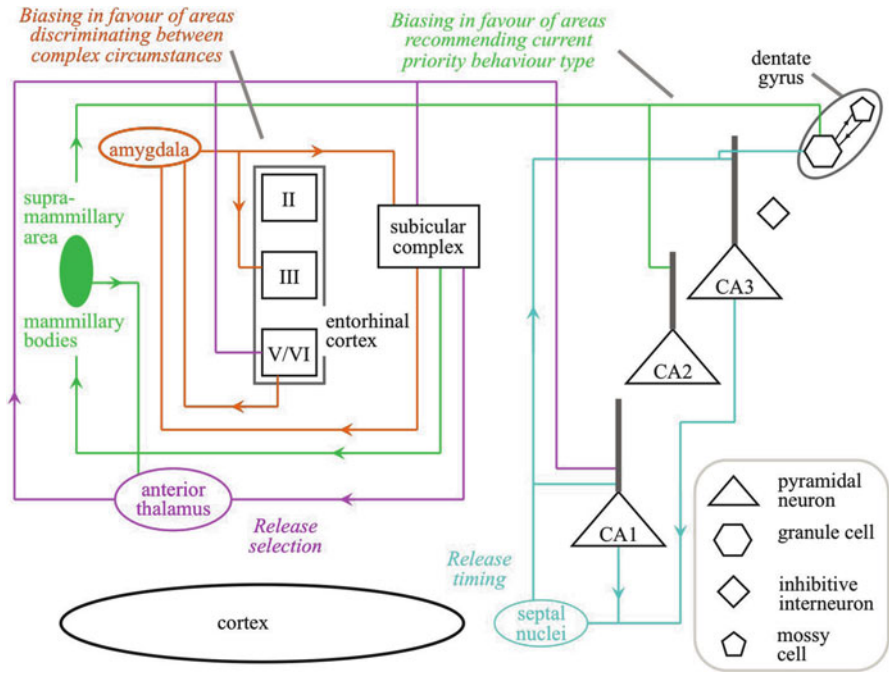 Biasing in favour of areas
discriminating between
complex circumstances
Biasing in favour of areas
recommending current
priority behaviour type
dentate
gyrus
amygdala
II
supra-
mammillary
area
subicular
complex
III
CA3
mammillary
bodies
entorhinal
cortex
V/VI
CA2
anterior
thalamus
Release
selection
CA1
Release
timing
cortex
septal
nuclei
pyramidal
neuron
granule cell
inhibitive
interneuron
mossy
cell